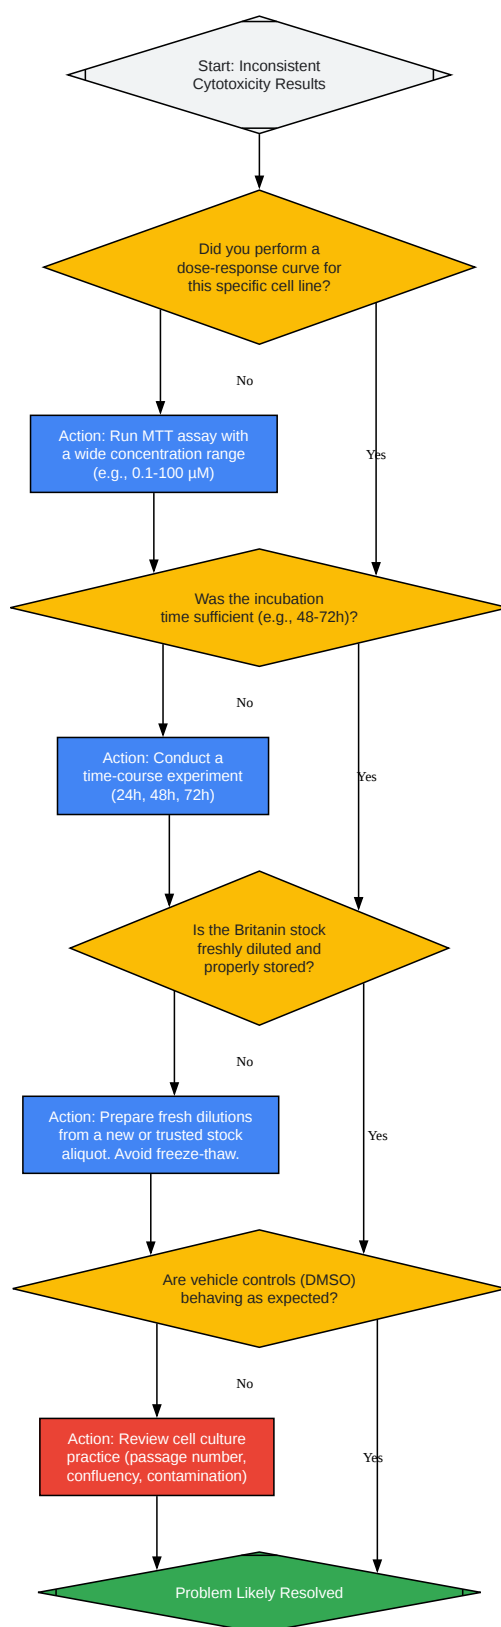 Start: Inconsistent
Cytotoxicity Results
Did you perform a
dose-response curve for
this specific cell line?
No
Action: Run MTT assay with
a wide concentration range
(e.g., 0.1-100 µM)
Yes
Was the incubation
time sufficient (e.g., 48-72h)?
No
Action: Conduct a
time-course experiment
(24h, 48h, 72h)
Yes
Is the Britanin stock
freshly diluted and
properly stored?
No
Action: Prepare fresh dilutions
from a new or trusted stock
aliquot. Avoid freeze-thaw.
Yes
Are vehicle controls (DMSO)
behaving as expected?
No
Action: Review cell culture
practice (passage number,
confluency, contamination)
Yes
Problem Likely Resolved